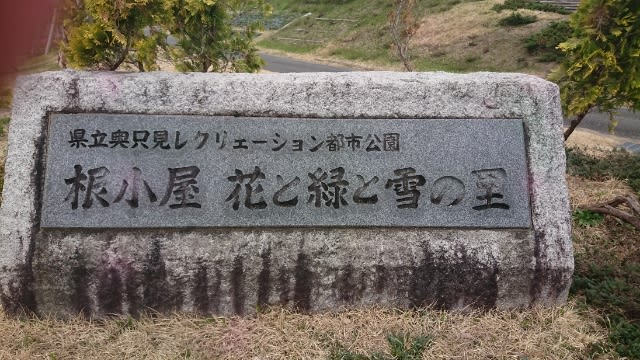 県立奥只見レクリェーション都市公園
根小屋 花と緑と雪の里